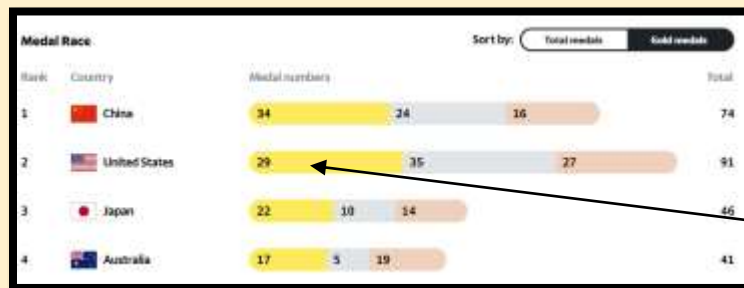 Medal Race Sort by: Total medals Gold medals
Rank Country Medal numbers Total
1 China 34 24 16 74
2 United States 29 35 27 91
3 Japan 22 10 14 46
4 Australia 17 5 19 41